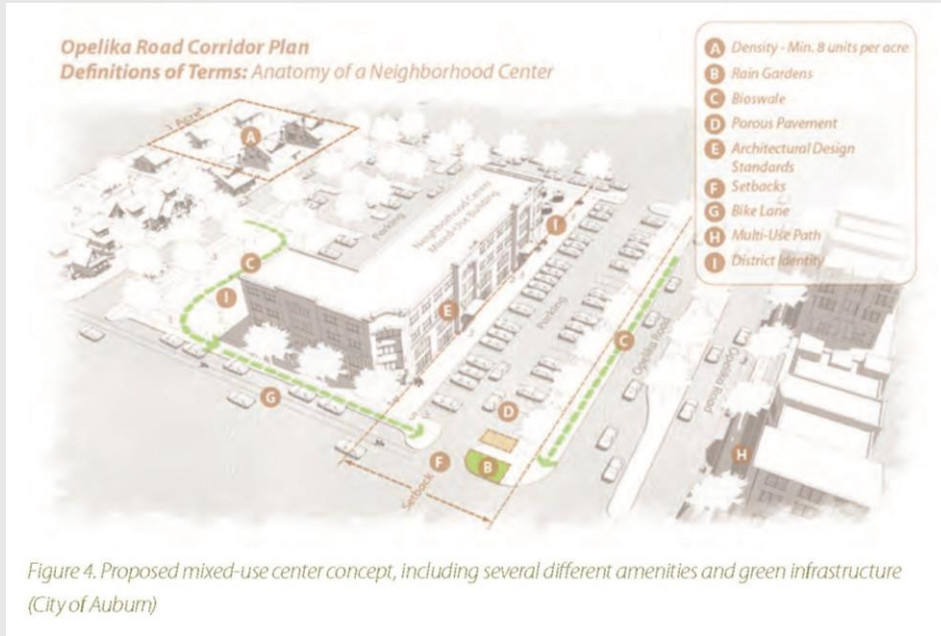 Opelika Road Corridor Plan
Definitions of Terms: Anatomy of a Neighborhood Center
A Density - Min. 8 units per acre
B Rain Gardens
C Bioswale
D Porous Pavement
E Architectural Design
Standards
F Setbacks
G Bike Lane
H Multi-Use Path
I District Identity
1 Acre
A
Parking
Neighborhood Center
Mixed-Use Building
I
C
I
E
Parking
C
Opelika Road
Opelika Road
G
D
F
B
H
Setback
Figure 4. Proposed mixed-use center concept, including several different amenities and green infrastructure
(City of Auburn)